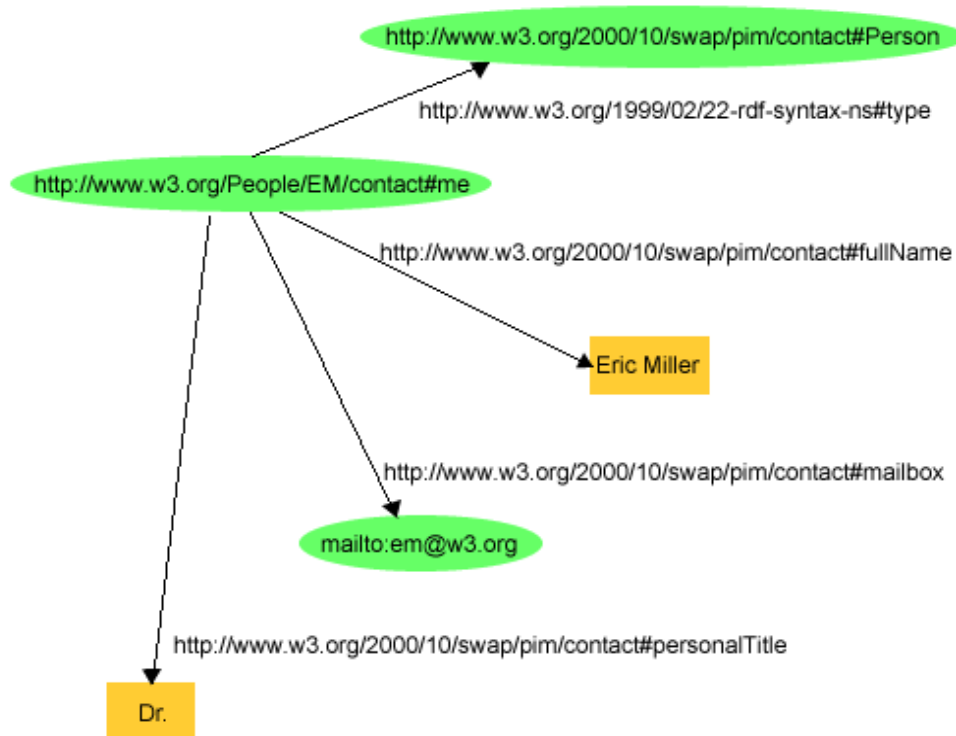 http://www.w3.org/2000/10/swap/pim/contact#Person
http://www.w3.org/1999/02/22-rdf-syntax-ns#type
http://www.w3.org/People/EM/contact#me
http://www.w3.org/2000/10/swap/pim/contact#fullName
Eric Miller
http://www.w3.org/2000/10/swap/pim/contact#mailbox
mailto:em@w3.org
http://www.w3.org/2000/10/swap/pim/contact#personalTitle
Dr.